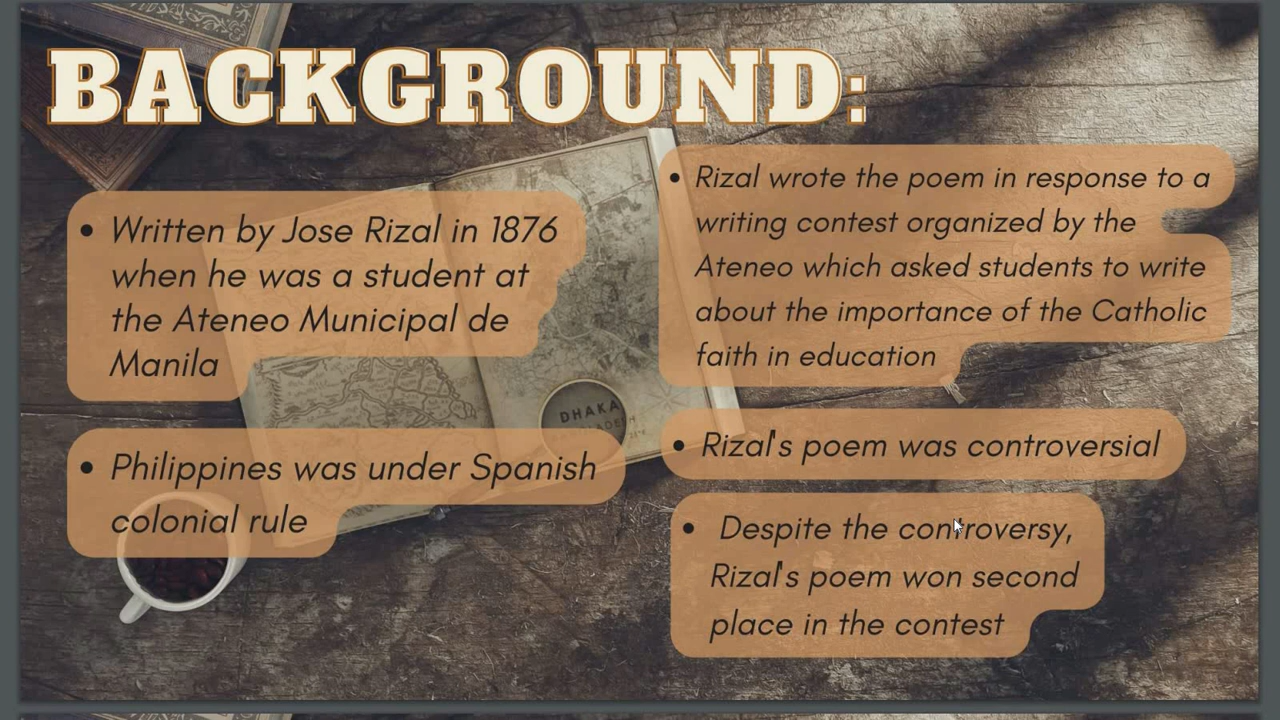 BACKGROUND:
• Written by Jose Rizal in 1876
when he was a student at
the Ateneo Municipal de
Manila
• Philippines was under Spanish
colonial rule
• Rizal wrote the poem in response to a
writing contest organized by the
Ateneo which asked students to write
about the importance of the Catholic
faith in education
• Rizal's poem was controversial
• Despite the controversy,
Rizal's poem won second
place in the contest
DHAKA